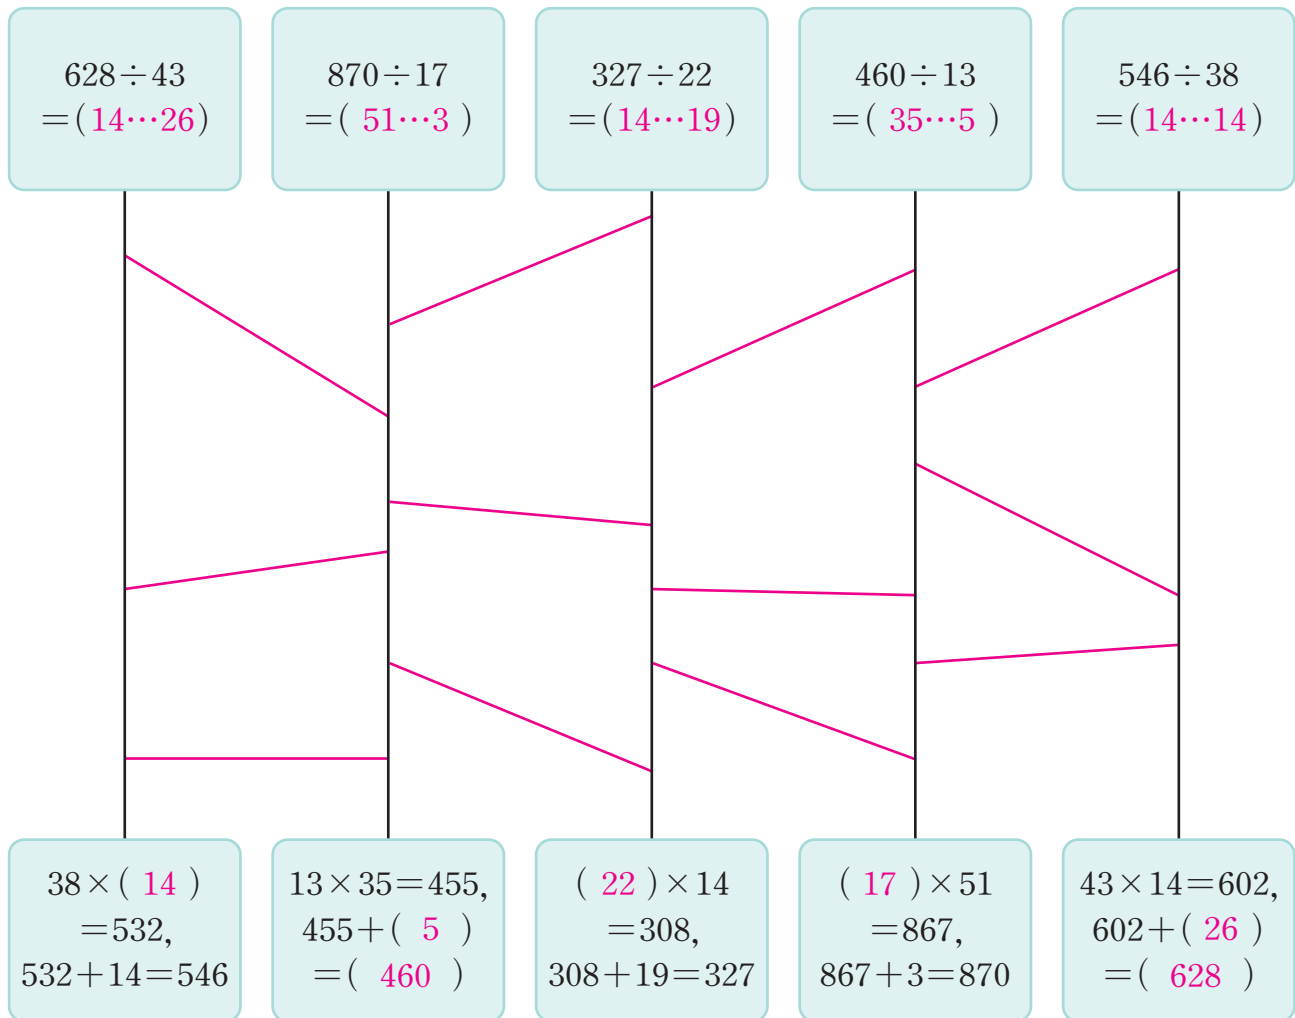 628÷43
=(14…26)
870÷17
=( 51…3 )
327÷22
=(14…19)
460÷13
=( 35…5 )
546÷38
=(14…14)
38×( 14 )
=532,
532+14=546
13×35=455,
455+( 5 )
=( 460 )
( 22 )×14
=308,
308+19=327
( 17 )×51
=867,
867+3=870
43×14=602,
602+( 26 )
=( 628 )